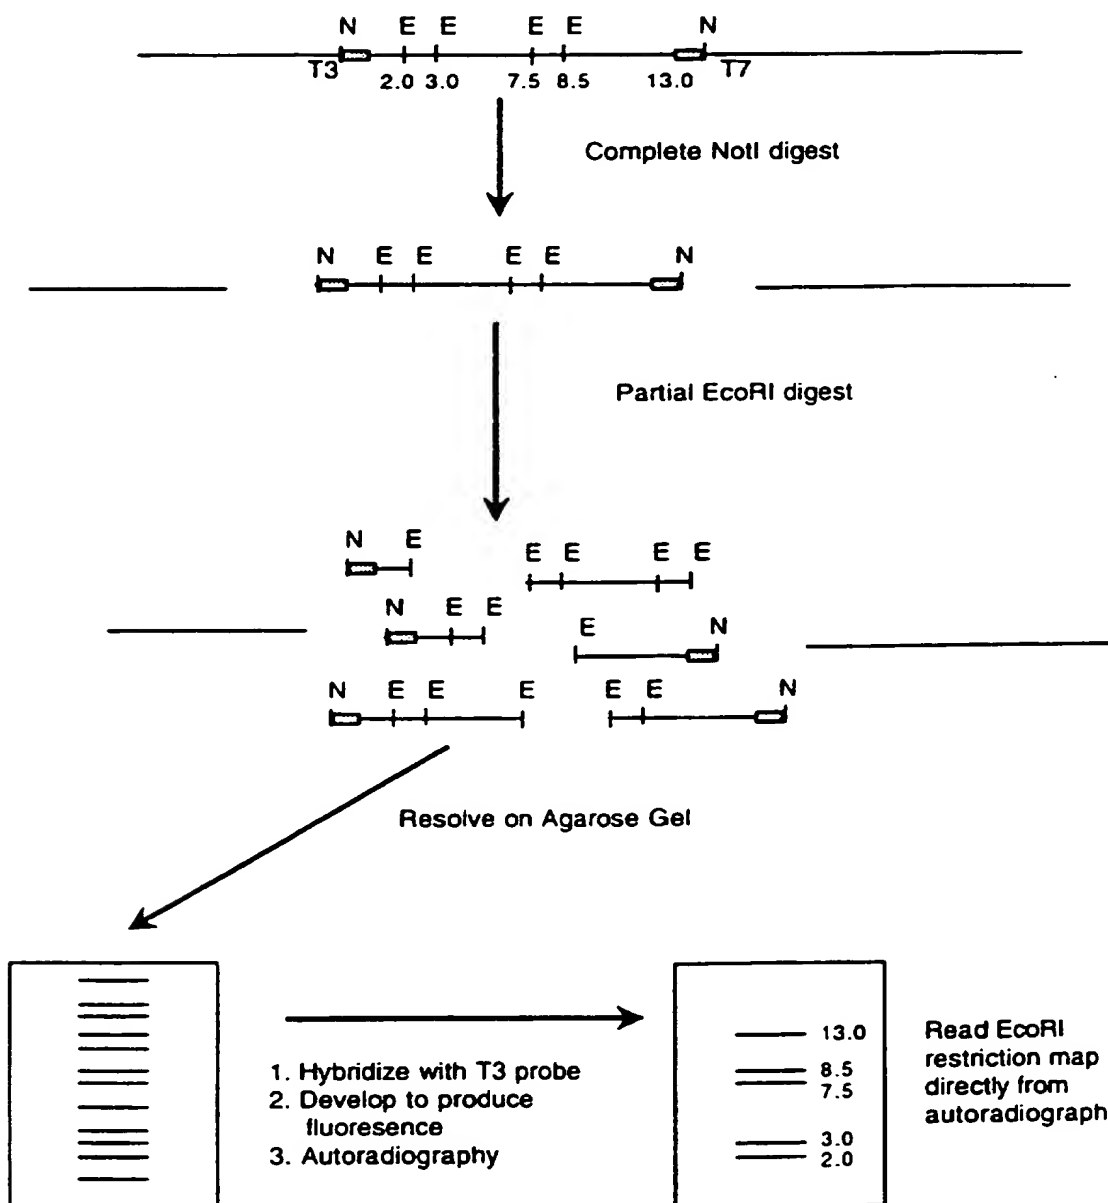 N E E E E N
T3 T7
2.0 3.0 7.5 8.5 13.0
Complete NotI digest
N E E E E N
Partial EcoRI digest
N E
E E E E
N E E
E N
N E E E
E E N
Resolve on Agarose Gel
1. Hybridize with T3 probe
2. Develop to produce
fluoresence
3. Autoradiography
13.0
8.5
7.5
3.0
2.0
Read EcoRI
restriction map
directly from
autoradiograph